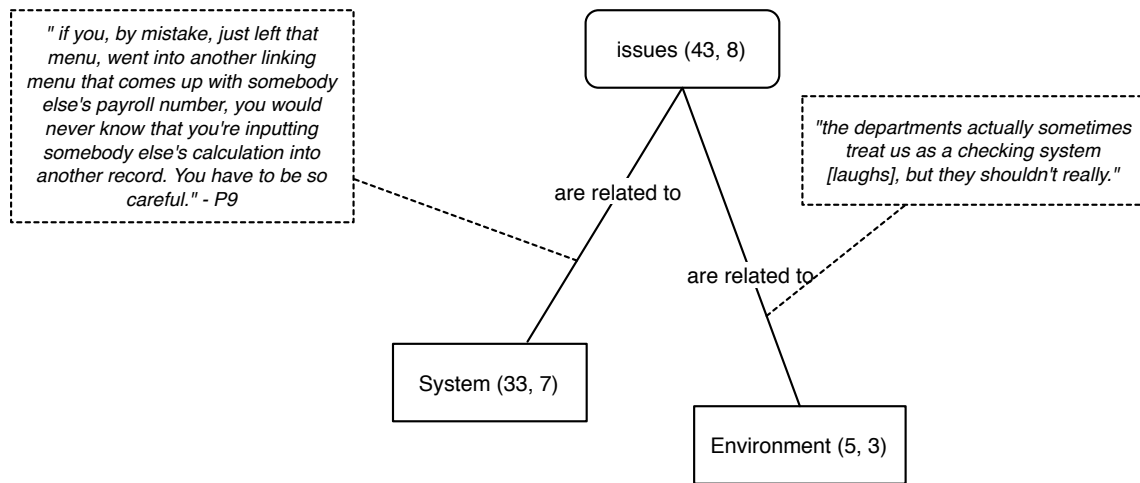 " if you, by mistake, just left that
menu, went into another linking
menu that comes up with somebody
else's payroll number, you would
never know that you're inputting
somebody else's calculation into
another record. You have to be so
careful." - P9
issues (43, 8)
"the departments actually sometimes
treat us as a checking system
[laughs], but they shouldn't really."
are related to
are related to
System (33, 7)
Environment (5, 3)